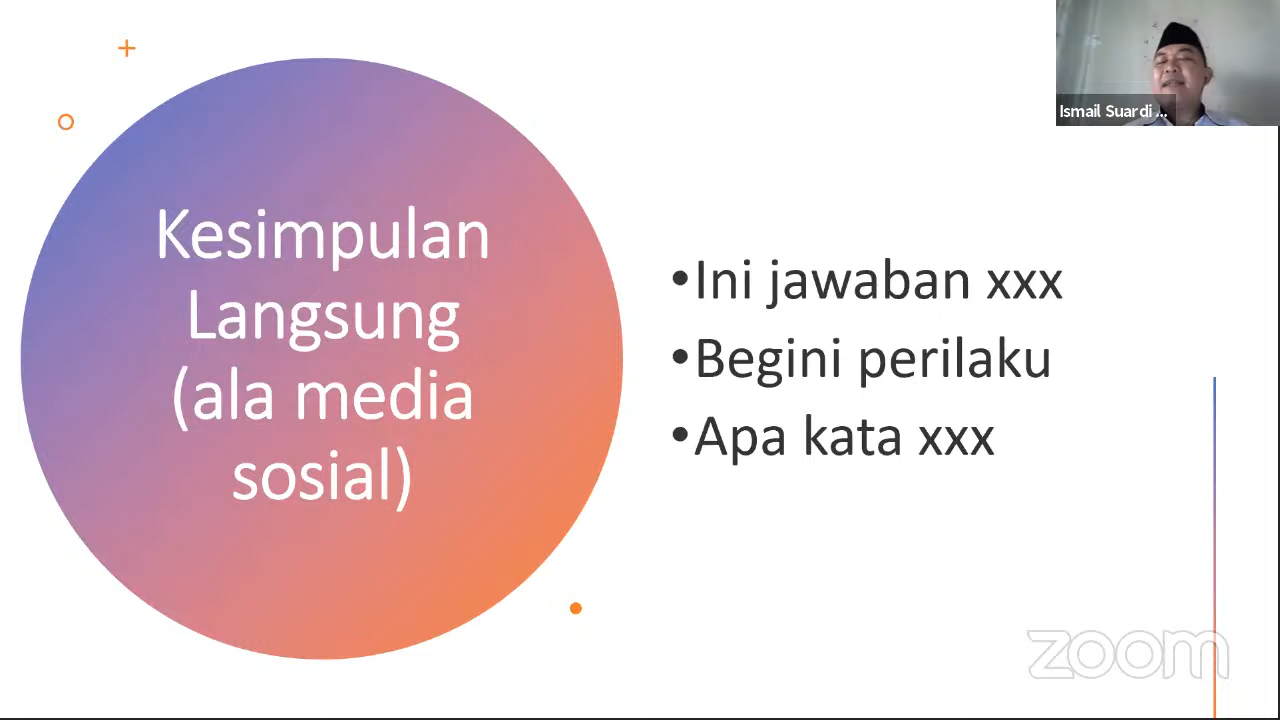 Kesimpulan
Langsung
(ala media
sosial)
•Ini jawaban xxx
•Begini perilaku
•Apa kata xxx
Ismail Suardi ...
zoom